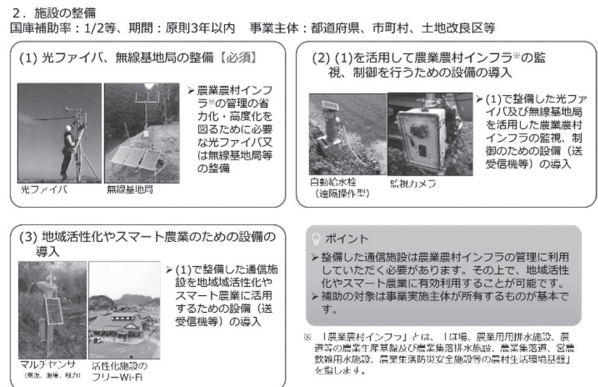 2．施設の整備
国庫補助率：1/2等、期間：原則3年以内　事業主体：都道府県、市町村、土地改良区等
(1) 光ファイバ、無線基地局の整備【必須】
➤農業農村インフ
ラ※の管理の省
力化・高度化を
図るために必要
な光ファイバ又
は無線基地局等
の整備
光ファイバ
無線基地局
(2) (1)を活用して農業農村インフラ※の監
視、制御を行うための設備の導入
➤(1)で整備した光ファ
イバ及び無線基地局
を活用した農業農村
インフラの監視、制
御のための設備（送
受信機等）の導入
自動給水栓
（遠隔操作型）
監視カメラ
(3) 地域活性化やスマート農業のための設備の
導入
➤(1)で整備した通信施
設を地域域活性化や
スマート農業に活用
するための設備（送
受信機等）の導入
マルチセンサ
活性化施設の
フリーWi-Fi
ポイント
➤整備した通信施設は農業農村インフラの管理に利用
していただく必要があります。その上で、地域活性
化やスマート農業に有効利用することが可能です。
➤補助の対象は事業実施主体が所有するものが基本で
す。
※ 「農業農村インフラ」とは、「ほ場、農業用用排水施設、農
道等の農業生産基盤及び農業集落排水施設、農業集落道、営農
飲雑用水施設、農業集落防災安全施設等の農村生活環境基盤」
を指します。